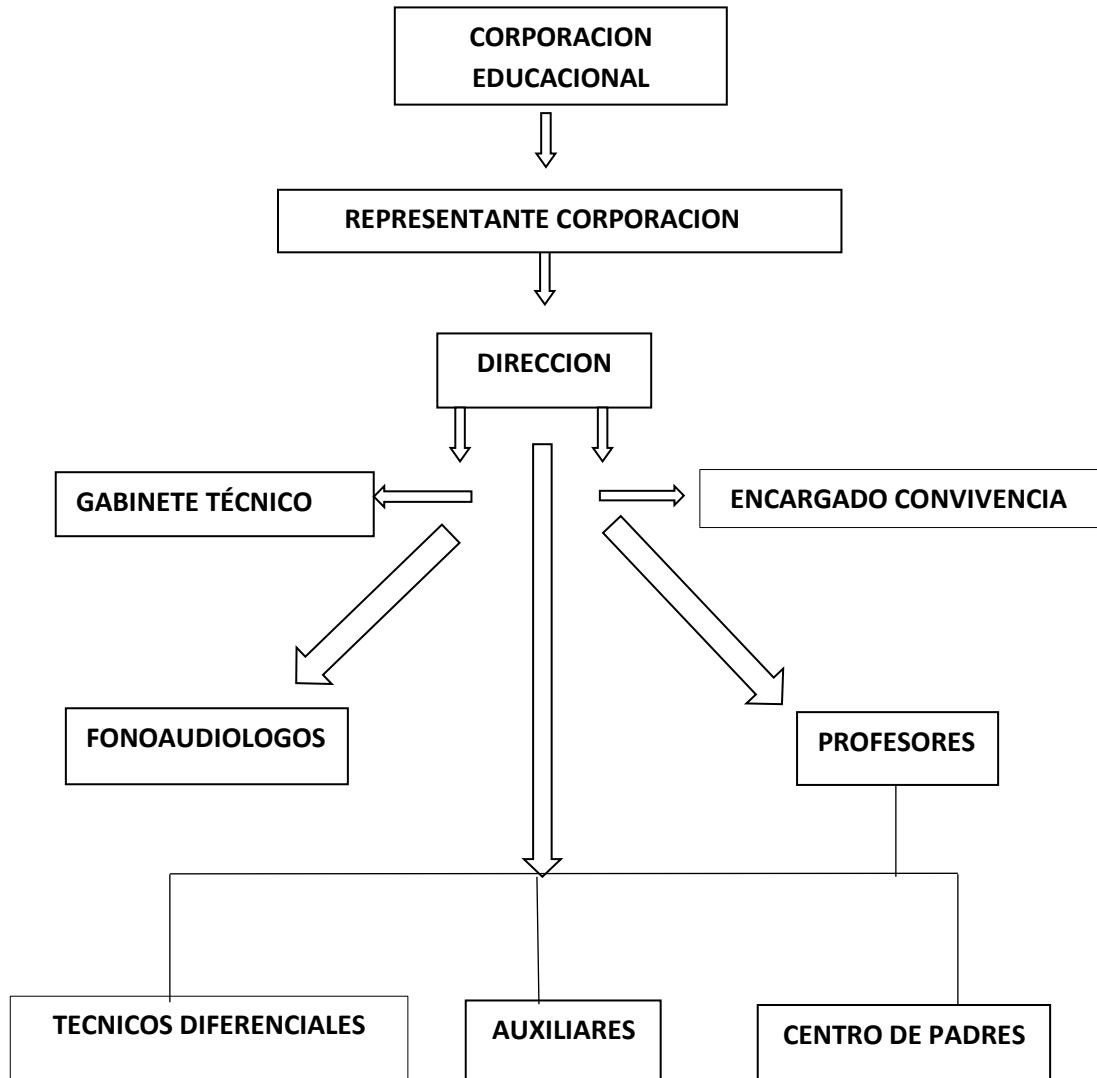 CORPORACION
EDUCACIONAL
REPRESENTANTE CORPORACION
DIRECCION
GABINETE TÉCNICO
ENCARGADO CONVIVENCIA
FONOAUDIOLOGOS
PROFESORES
TECNICOS DIFERENCIALES
AUXILIARES
CENTRO DE PADRES